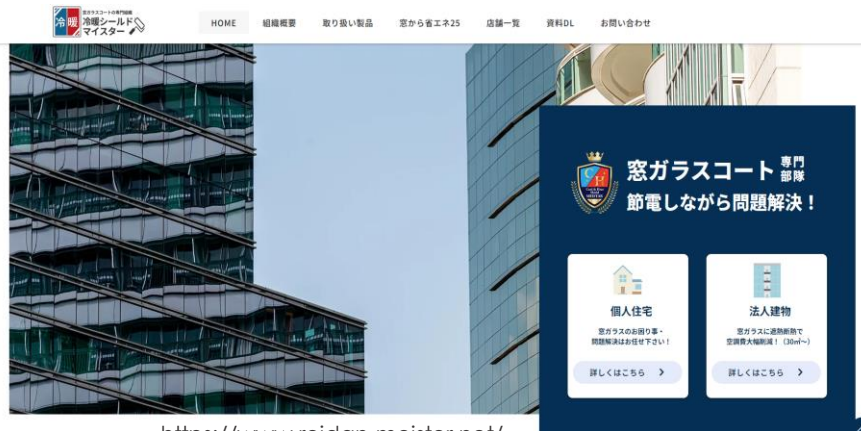 窓ガラスコートの専門組織
冷暖 冷暖シールド
マイスター
HOME 組織概要 取り扱い製品 窓から省エネ25 店舗一覧 資料DL お問い合わせ
窓ガラスコート 専門部隊
節電しながら問題解決！
個人住宅
窓ガラスのお困り事・
問題解決はお任せ下さい！
詳しくはこちら
法人建物
窓ガラスに遮熱断熱で
空調費大幅削減！（30㎡～）
詳しくはこちら